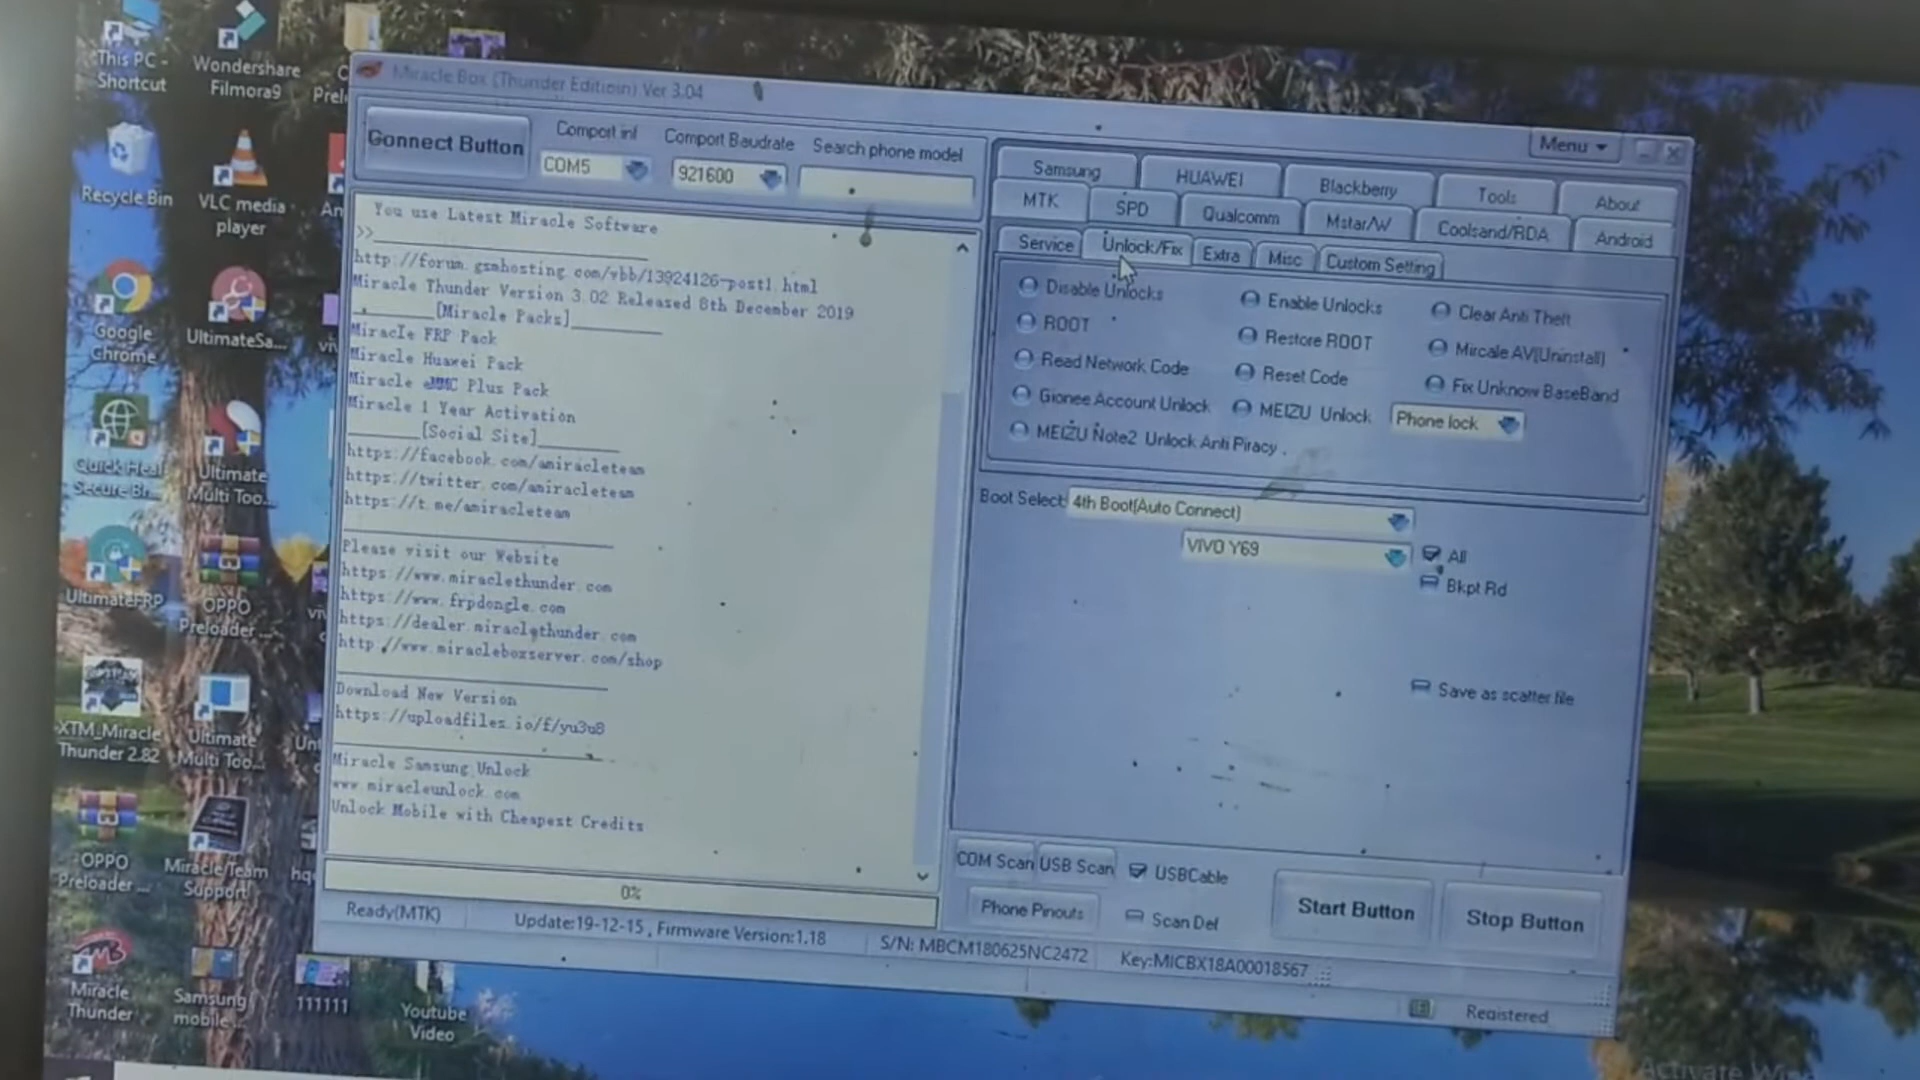 This PC -
Shortcut
Wondershare
Filmora9
Recycle Bin
VLC media
player
Google
Chrome
UltimateSa...
Quick Heal
Secure Br...
Ultimate
Multi Too...
UltimateFRP
OPPO
Preloader ...
XTM_Miracle
Thunder 2.82
Ultimate
Multi Too...
OPPO
Preloader ...
Miracle Team
Support
Miracle
Thunder
Samsung
mobile ...
111111
Youtube
Video
Miracle Box (Thunder Edition) Ver 3.04
Menu
Connect Button
Comport inf
COM5
Comport Baudrate
921600
Search phone model
You use Latest Miracle Software
>>
http://forum.gsmhosting.com/vbb/13924126-post1.html
Miracle Thunder Version 3.02 Released 8th December 2019
[Miracle Packs]
Miracle FRP Pack
Miracle Huawei Pack
Miracle eMMC Plus Pack
Miracle 1 Year Activation
[Social Site]
https://facebook.com/amiracleteam
https://twitter.com/amiracleteam
https://t.me/amiracleteam
Please visit our Website
https://www.miraclethunder.com
https://www.frpdongle.com
https://dealer.miraclethunder.com
http://www.miracleboxserver.com/shop
Download New Version
https://uploadfiles.io/f/yu3u8
Miracle Samsung Unlock
www.miracleunlock.com
Unlock Mobile with Cheapest Credits
0%
Ready(MTK)
Update:19-12-15 , Firmware Version:1.18
S/N: MBCM180625NC2472
Key:MICBX18A00018567
Registered
Samsung
HUAWEI
Blackberry
Tools
About
MTK
SPD
Qualcomm
Mstar/W
Coolsand/RDA
Android
Service
Unlock/Fix
Extra
Misc
Custom Setting
Disable Unlocks
Enable Unlocks
Clear Anti Theft
ROOT
Restore ROOT
Mircale AV(Uninstall)
Read Network Code
Reset Code
Fix Unknow BaseBand
Gionee Account Unlock
MEIZU Unlock
Phone lock
MEIZU Note2 Unlock Anti Piracy
Boot Select:
4th Boot(Auto Connect)
VIVO Y69
All
Bkpt Rd
Save as scatter file
COM Scan
USB Scan
USBCable
Phone Pinouts
Scan Del
Start Button
Stop Button